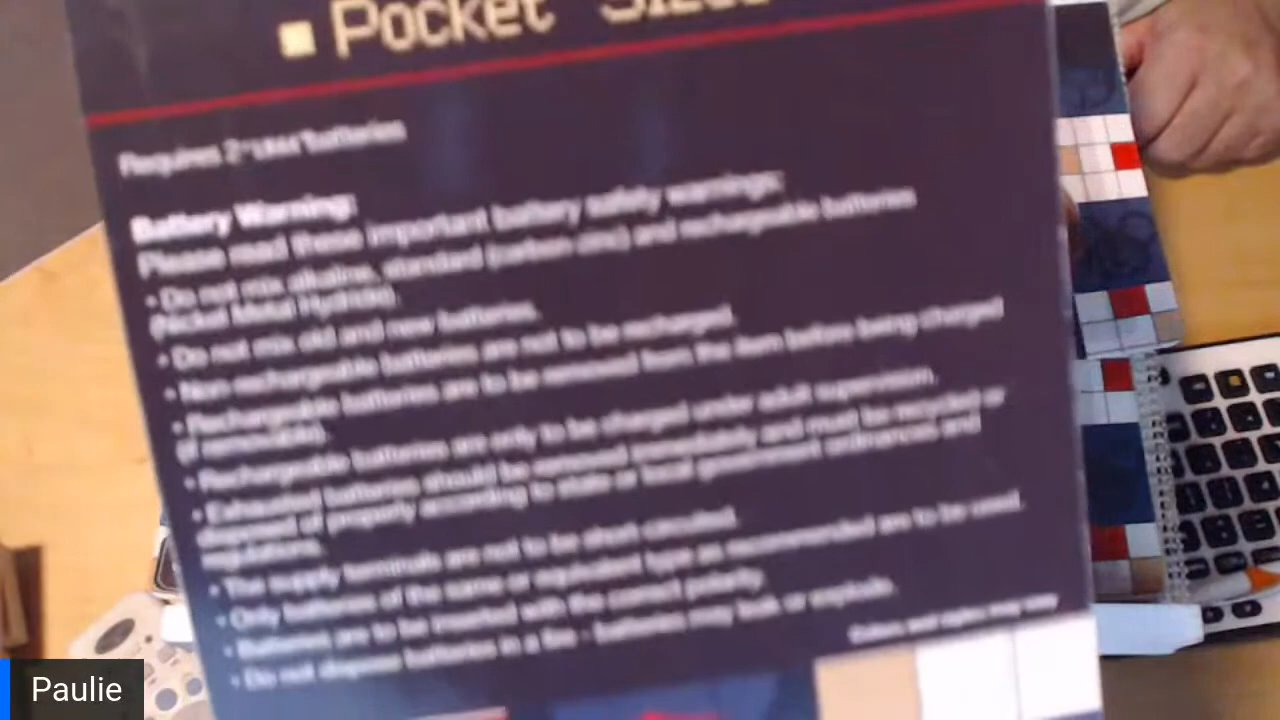 ▪ Pocket Sized
Requires 2 batteries
Battery Warning:
Please read these important battery safety warnings:
• Do not mix alkaline, standard (carbon-zinc) and rechargeable batteries
(Nickel Metal Hydride).
• Do not mix old and new batteries.
• Non-rechargeable batteries are not to be recharged.
• Rechargeable batteries are to be removed from the item before being charged
(if removable).
• Rechargeable batteries are only to be charged under adult supervision.
• Exhausted batteries should be removed immediately and must be recycled or
disposed of properly according to state or local government ordinances and
regulations.
• The supply terminals are not to be short-circuited.
• Only batteries of the same or equivalent type as recommended are to be used.
• Batteries are to be inserted with the correct polarity.
• Do not dispose batteries in a fire - batteries may leak or explode.
Colors and styles may vary
Paulie